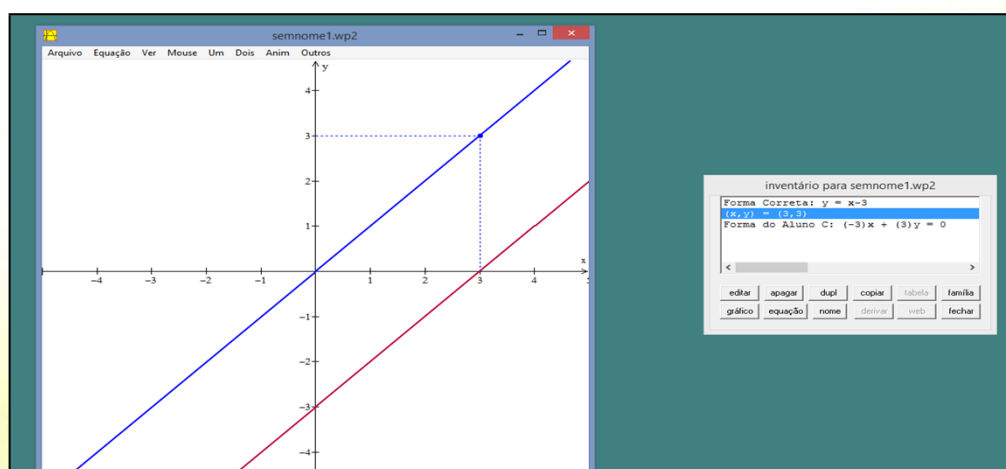 semnome1.wp2
Arquivo Equação Ver Mouse Um Dois Anim Outros
y
4
3
2
1
x
−4 −3 −2 −1 1 2 3 4
−1
−2
−3
−4
inventário para semnome1.wp2
Forma Correta: y = x-3
(x,y) = (3,3)
Forma do Aluno C: (-3)x + (3)y = 0
editar apagar dupl copiar tabela família
gráfico equação nome derivar web fechar